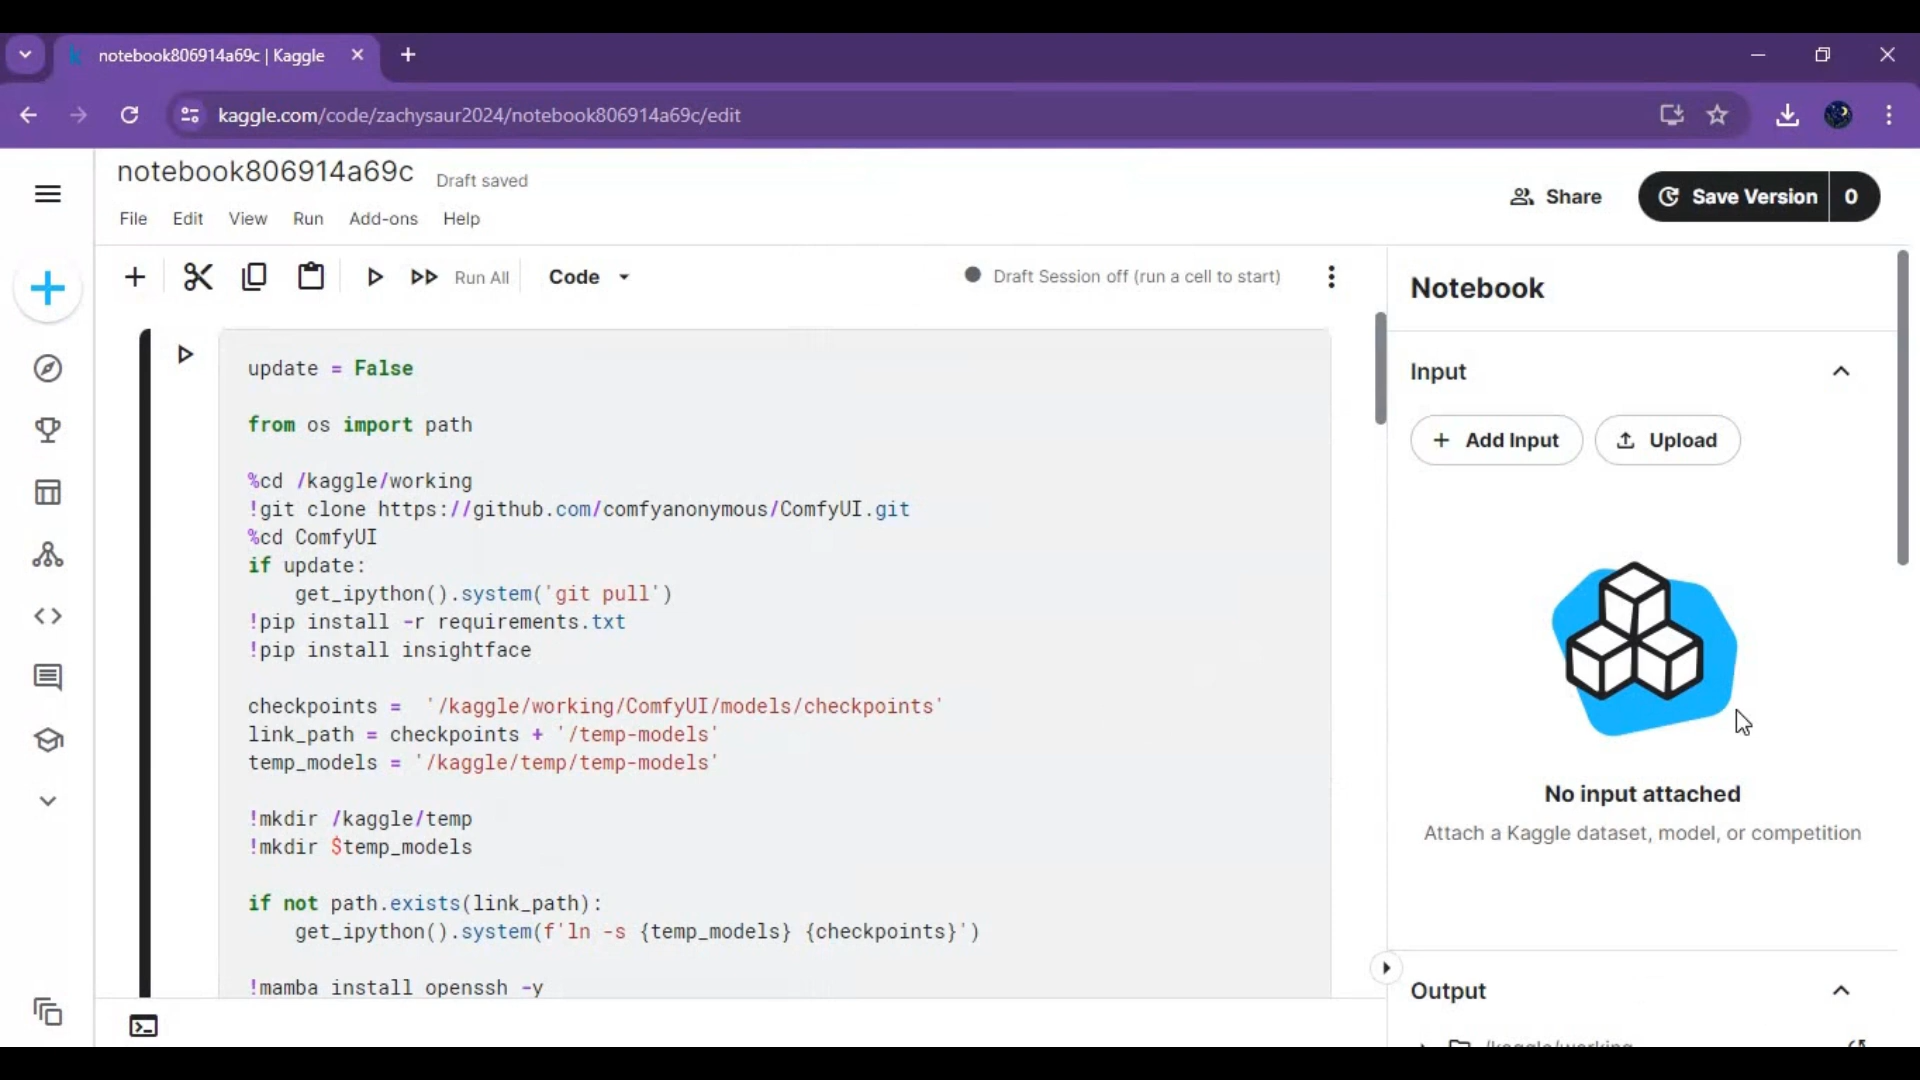 notebook806914a69c | Kaggle
kaggle.com/code/zachysaur2024/notebook806914a69c/edit
notebook806914a69c Draft saved
File Edit View Run Add-ons Help
Share
Save Version 0
Run All Code
Draft Session off (run a cell to start)
update = False
from os import path
%cd /kaggle/working
!git clone https://github.com/comfyanonymous/ComfyUI.git
%cd ComfyUI
if update:
    get_ipython().system('git pull')
!pip install -r requirements.txt
!pip install insightface
checkpoints =  '/kaggle/working/ComfyUI/models/checkpoints'
link_path = checkpoints + '/temp-models'
temp_models = '/kaggle/temp/temp-models'
!mkdir /kaggle/temp
!mkdir $temp_models
if not path.exists(link_path):
    get_ipython().system(f'ln -s {temp_models} {checkpoints}')
!mamba install openssh -y
Notebook
Input
+ Add Input
Upload
No input attached
Attach a Kaggle dataset, model, or competition
Output
/kaggle/working